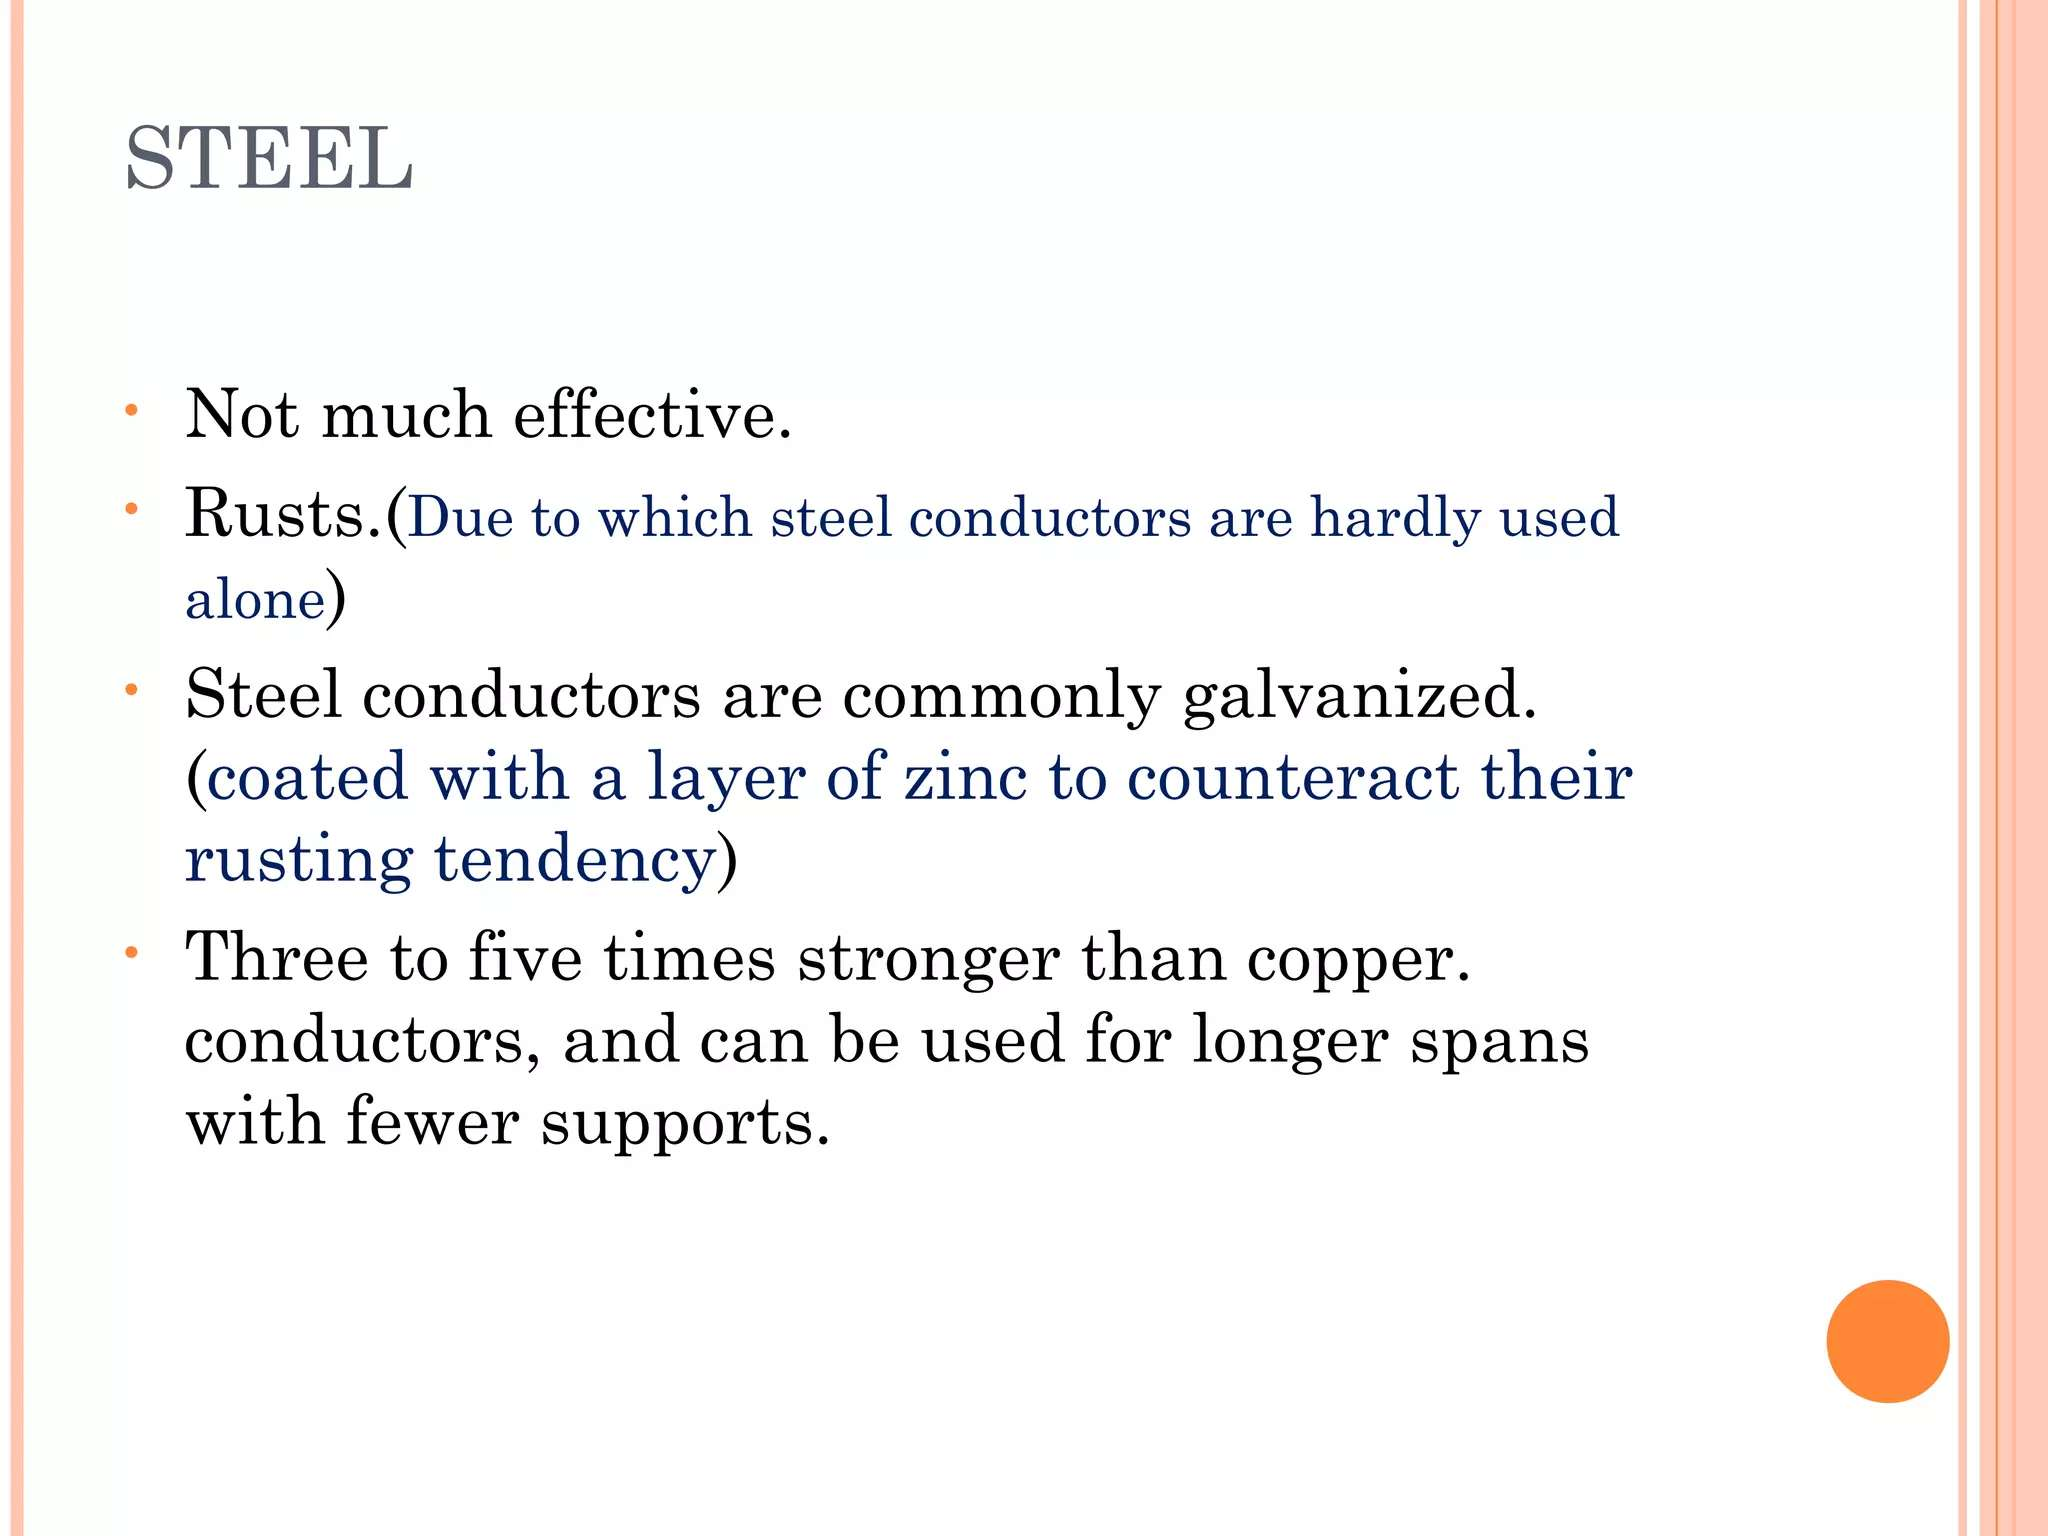 STEEL
• Not much effective.
• Rusts.(Due to which steel conductors are hardly used
alone)
• Steel conductors are commonly galvanized.
(coated with a layer of zinc to counteract their
rusting tendency)
• Three to five times stronger than copper.
conductors, and can be used for longer spans
with fewer supports.